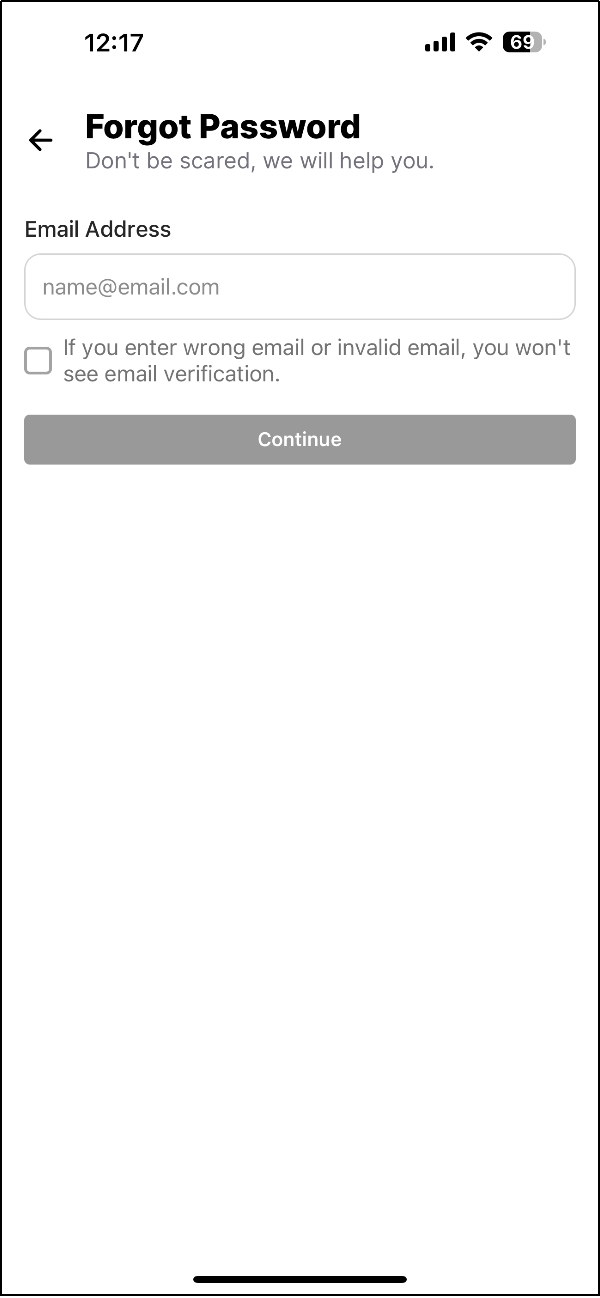 12:17
69
Forgot Password
Don't be scared, we will help you.
Email Address
name@email.com
If you enter wrong email or invalid email, you won't
see email verification.
Continue